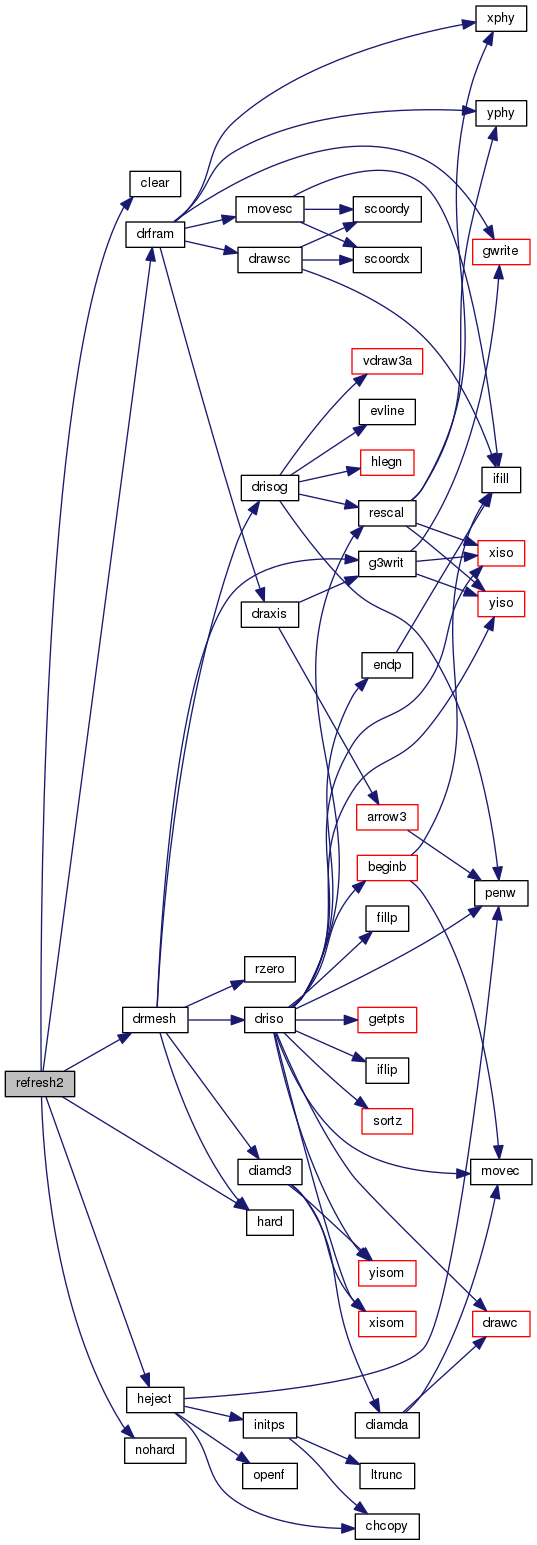 xphy
yphy
clear
movesc
scoordy
drfram
gwrite
drawsc
scoordx
vdraw3a
evline
hlegn
drisog
ifill
rescal
xiso
g3writ
yiso
draxis
endp
arrow3
beginb
penw
fillp
rzero
drmesh
driso
getpts
iflip
refresh2
sortz
diamd3
movec
hard
yisom
xisom
drawc
heject
initps
diamda
nohard
openf
ltrunc
chcopy